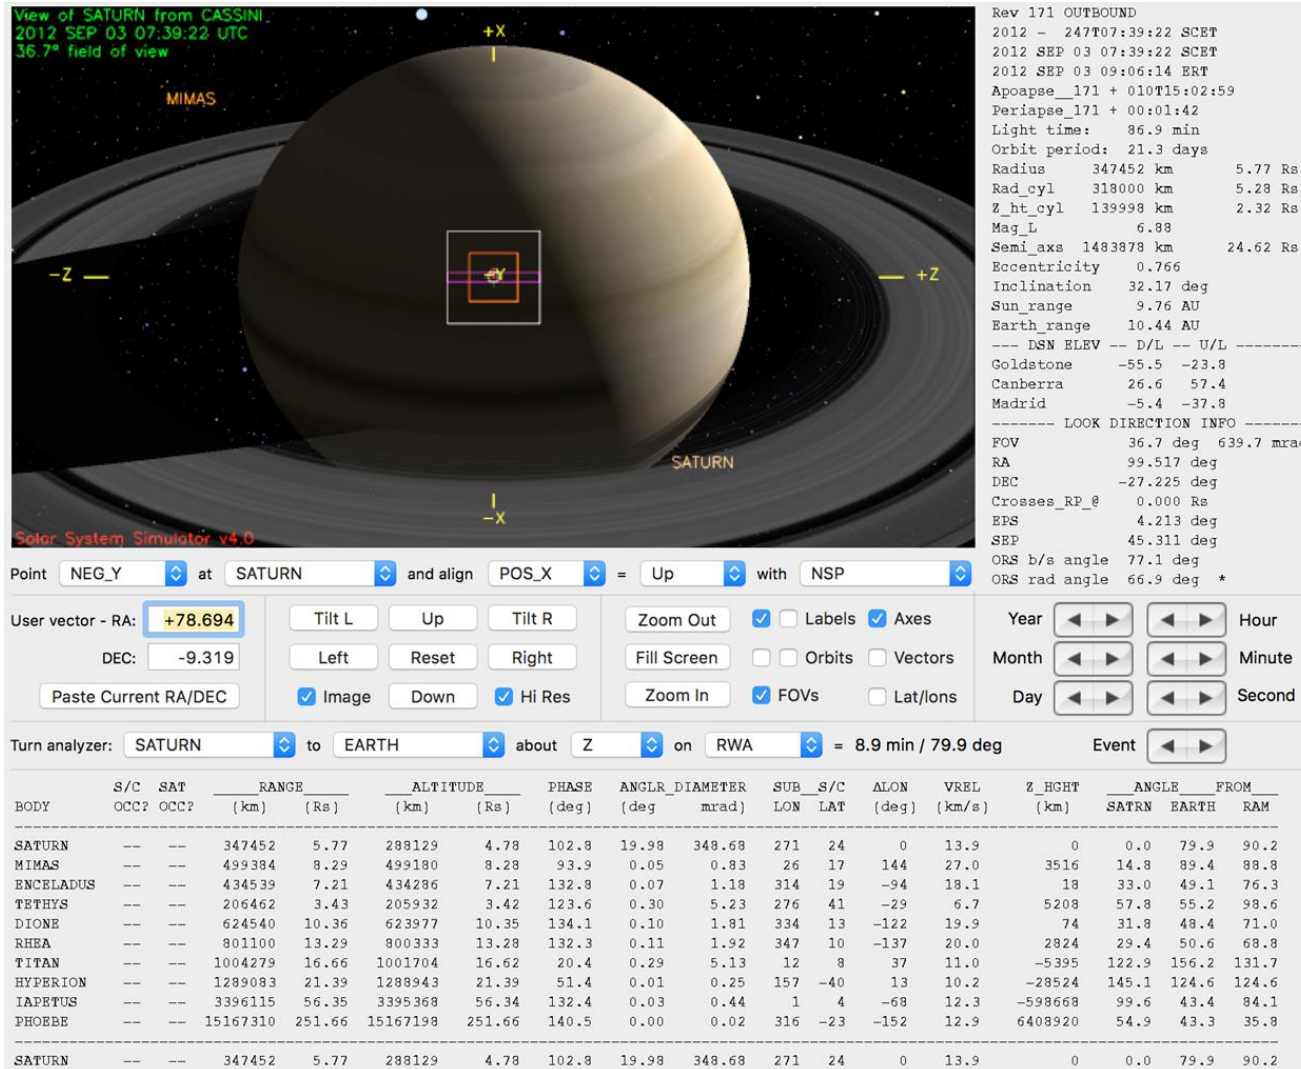 View of SATURN from CASSINI
2012 SEP 03 07:39:22 UTC
36.7° field of view
+X
MIMAS
-Z
+Y
+Z
SATURN
-X
Solar System Simulator v4.0
Rev 171 OUTBOUND
2012 - 247T07:39:22 SCET
2012 SEP 03 07:39:22 SCET
2012 SEP 03 09:06:14 ERT
Apoapse__171 + 010T15:02:59
Periapse_171 + 00:01:42
Light time: 86.9 min
Orbit period: 21.3 days
Radius 347452 km 5.77 Rs
Rad_cyl 318000 km 5.28 Rs
Z_ht_cyl 139998 km 2.32 Rs
Mag_L 6.88
Semi_axs 1483878 km 24.62 Rs
Eccentricity 0.766
Inclination 32.17 deg
Sun_range 9.76 AU
Earth_range 10.44 AU
--- DSN ELEV -- D/L -- U/L -------
Goldstone -55.5 -23.8
Canberra 26.6 57.4
Madrid -5.4 -37.8
------- LOOK DIRECTION INFO ------
FOV 36.7 deg 639.7 mrad
RA 99.517 deg
DEC -27.225 deg
Crosses_RP_@ 0.000 Rs
EPS 4.213 deg
SEP 45.311 deg
ORS b/s angle 77.1 deg
ORS rad angle 66.9 deg *
Point NEG_Y at SATURN and align POS_X = Up with NSP
User vector - RA: +78.694 Tilt L Up Tilt R Zoom Out Labels Axes Year Hour
DEC: -9.319 Left Reset Right Fill Screen Orbits Vectors Month Minute
Paste Current RA/DEC Image Down Hi Res Zoom In FOVs Lat/lons Day Second
Turn analyzer: SATURN to EARTH about Z on RWA = 8.9 min / 79.9 deg Event
S/C SAT _____RANGE_____ ____ALTITUDE____ PHASE ANGLR_DIAMETER SUB__S/C ΔLON VREL Z_HGHT ___ANGLE____FROM___
BODY OCC? OCC? (km) (Rs) (km) (Rs) (deg) (deg mrad) LON LAT (deg) (km/s) (km) SATRN EARTH RAM
SATURN -- -- 347452 5.77 288129 4.78 102.8 19.98 348.68 271 24 0 13.9 0 0.0 79.9 90.2
MIMAS -- -- 499384 8.29 499180 8.28 93.9 0.05 0.83 26 17 144 27.0 3516 14.8 89.4 88.8
ENCELADUS -- -- 434539 7.21 434286 7.21 132.8 0.07 1.18 314 19 -94 18.1 18 33.0 49.1 76.3
TETHYS -- -- 206462 3.43 205932 3.42 123.6 0.30 5.23 276 41 -29 6.7 5208 57.8 55.2 98.6
DIONE -- -- 624540 10.36 623977 10.35 134.1 0.10 1.81 334 13 -122 19.9 74 31.8 48.4 71.0
RHEA -- -- 801100 13.29 800333 13.28 132.3 0.11 1.92 347 10 -137 20.0 2824 29.4 50.6 68.8
TITAN -- -- 1004279 16.66 1001704 16.62 20.4 0.29 5.13 12 8 37 11.0 -5395 122.9 156.2 131.7
HYPERION -- -- 1289083 21.39 1288943 21.39 51.4 0.01 0.25 157 -40 13 10.2 -28524 145.1 124.6 124.6
IAPETUS -- -- 3396115 56.35 3395368 56.34 132.4 0.03 0.44 1 4 -68 12.3 -598668 99.6 43.4 84.1
PHOEBE -- -- 15167310 251.66 15167198 251.66 140.5 0.00 0.02 316 -23 -152 12.9 6408920 54.9 43.3 35.8
SATURN -- -- 347452 5.77 288129 4.78 102.8 19.98 348.68 271 24 0 13.9 0 0.0 79.9 90.2